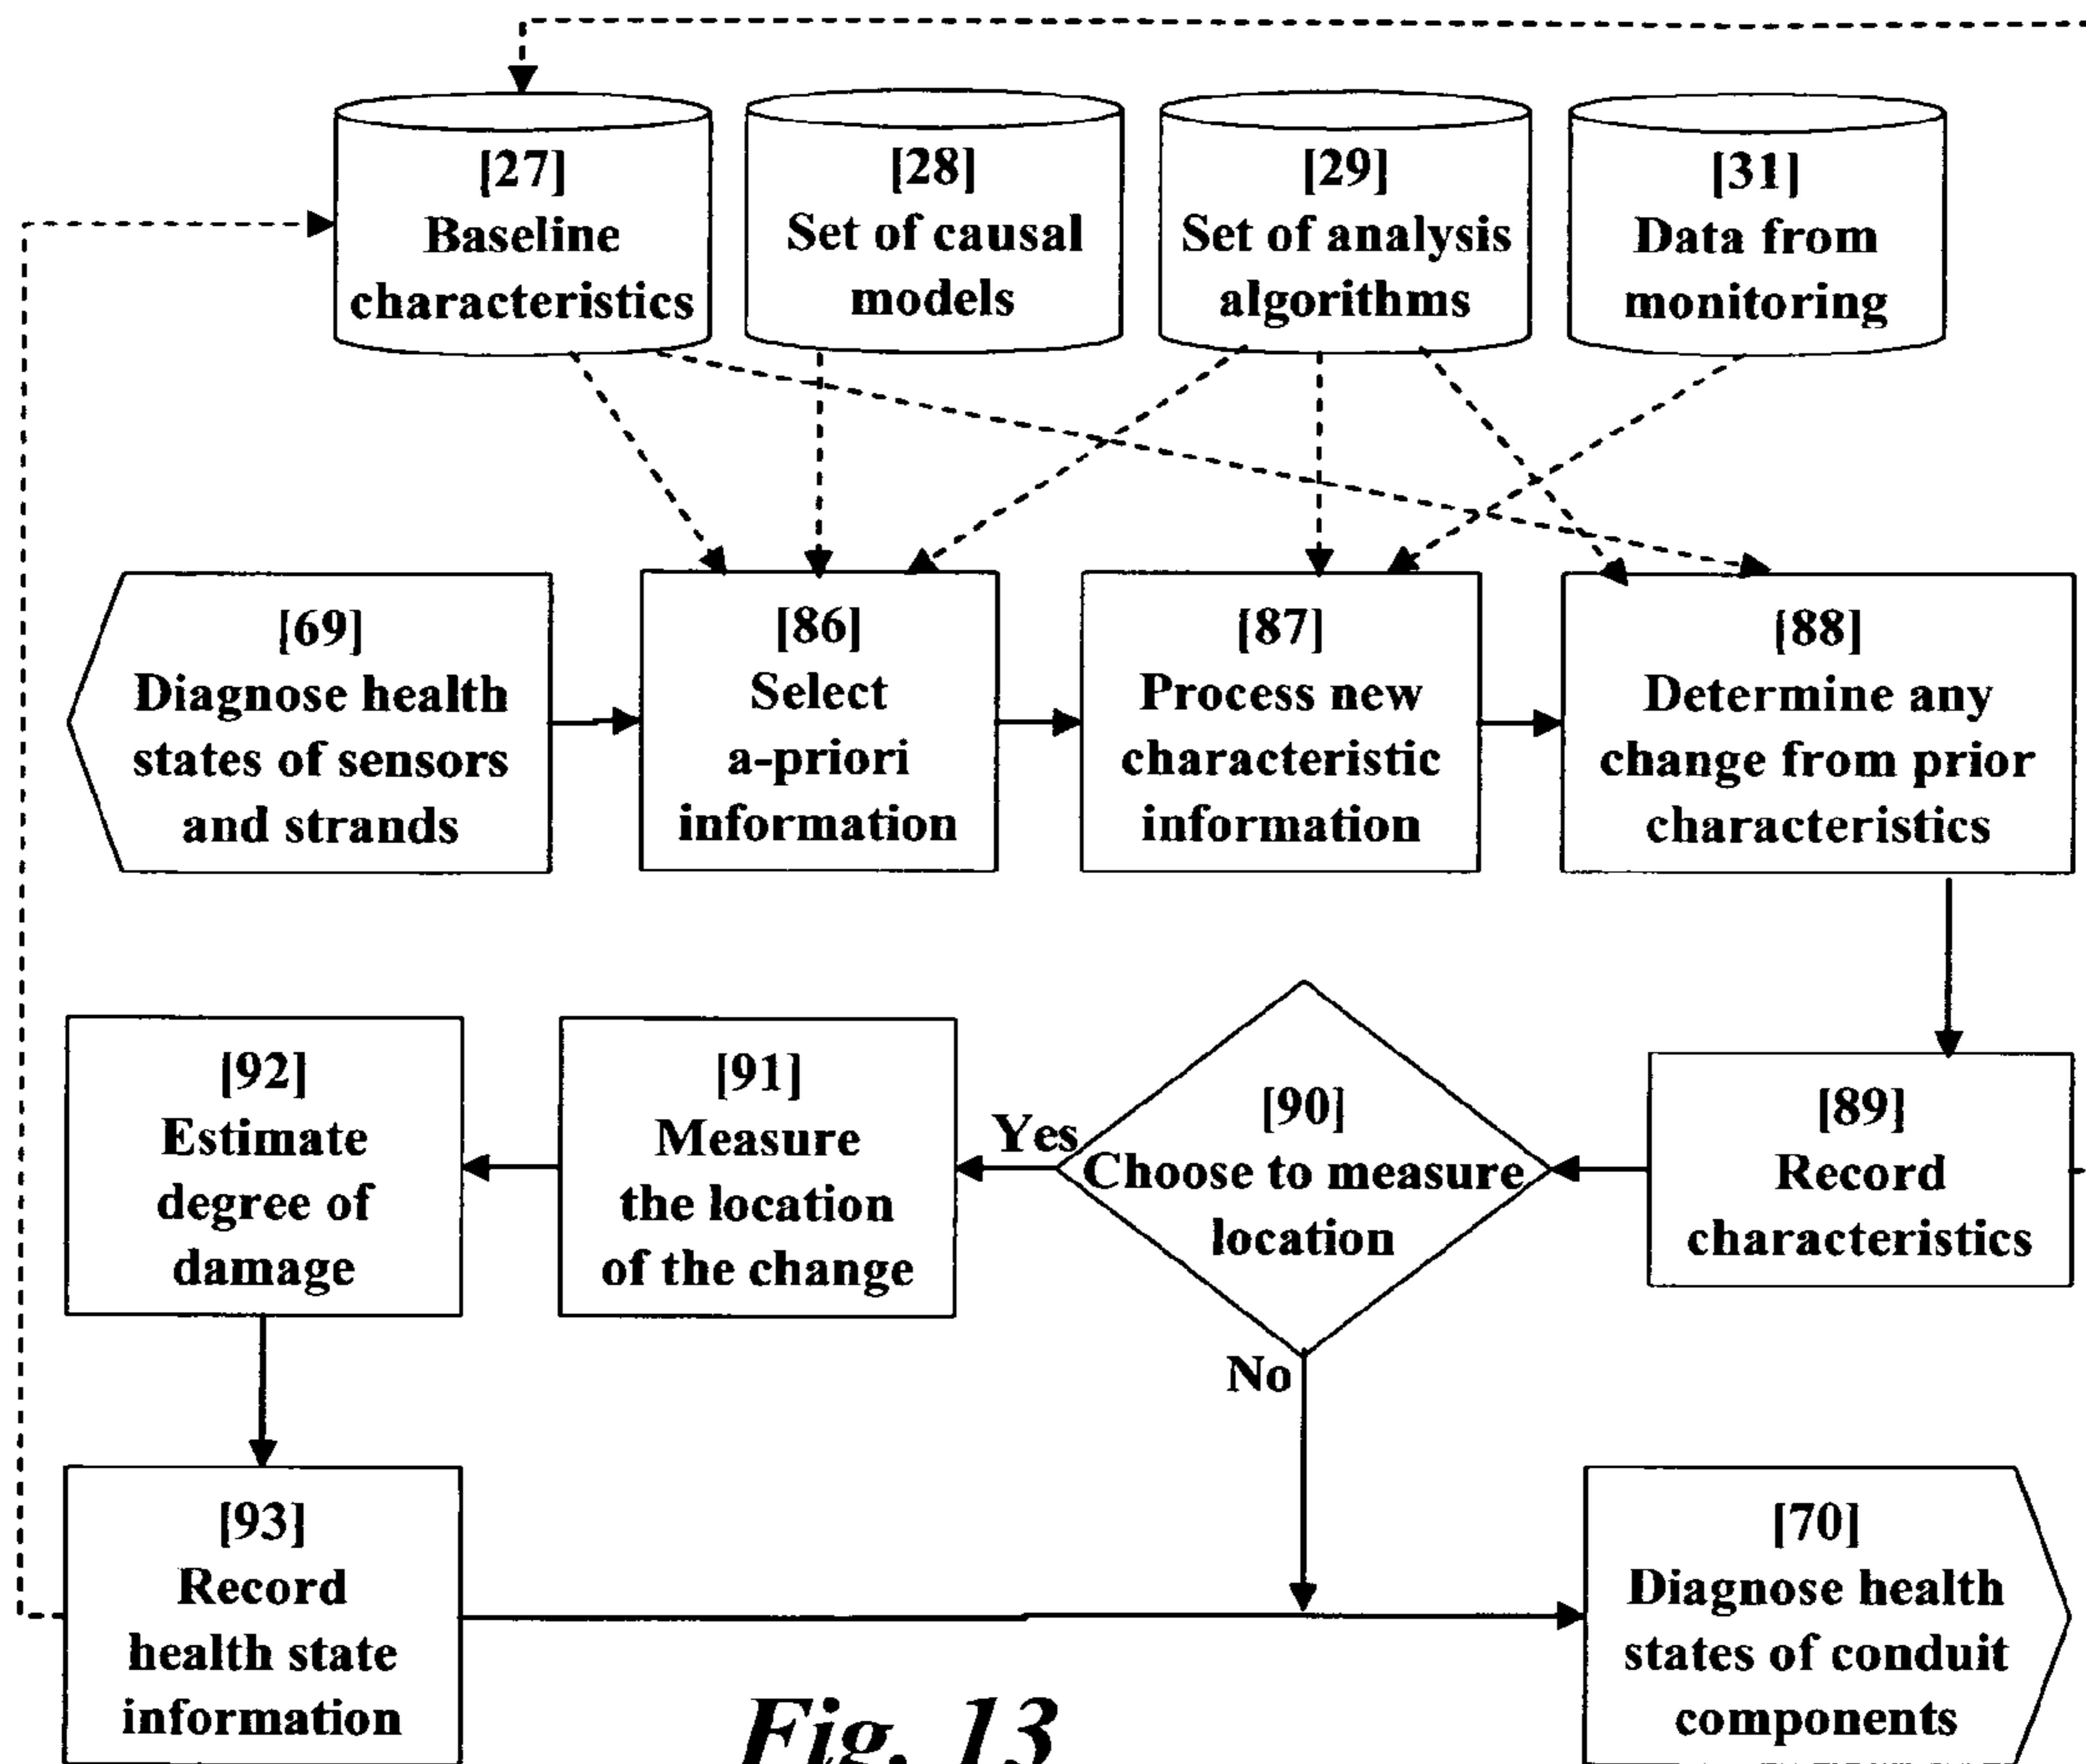 [27]
Baseline
characteristics
[28]
Set of causal
models
[29]
Set of analysis
algorithms
[31]
Data from
monitoring
[69]
Diagnose health
states of sensors
and strands
[86]
Select
a-priori
information
[87]
Process new
characteristic
information
[88]
Determine any
change from prior
characteristics
[92]
Estimate
degree of
damage
[91]
Measure
the location
of the change
Yes
[90]
Choose to measure
location
No
[89]
Record
characteristics
[93]
Record
health state
information
[70]
Diagnose health
states of conduit
components
Fig. 13